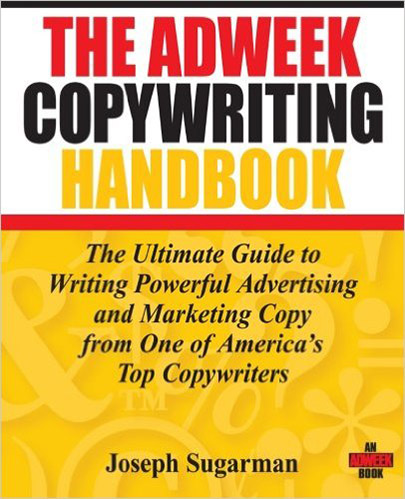 THE ADWEEK
COPYWRITING
HANDBOOK
The Ultimate Guide to
Writing Powerful Advertising
and Marketing Copy
from One of America's
Top Copywriters
Joseph Sugarman
AN
ADWEEK
BOOK